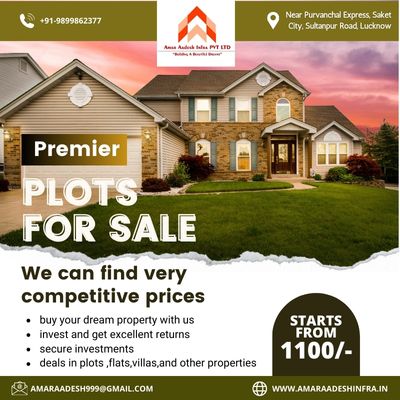 +91-9899862377
Amra Aadesh Infra PVT LTD
"Building A Beautiful Dreams"
Near Purvanchal Express, Saket
City, Sultanpur Road, Lucknow
Premier
PLOTS
FOR SALE
We can find very
competitive prices
• buy your dream property with us
• invest and get excellent returns
• secure investments
• deals in plots ,flats,villas,and other properties
STARTS
FROM
1100/-
AMARAADESH999@GMAIL.COM
WWW.AMARAADESHINFRA.IN